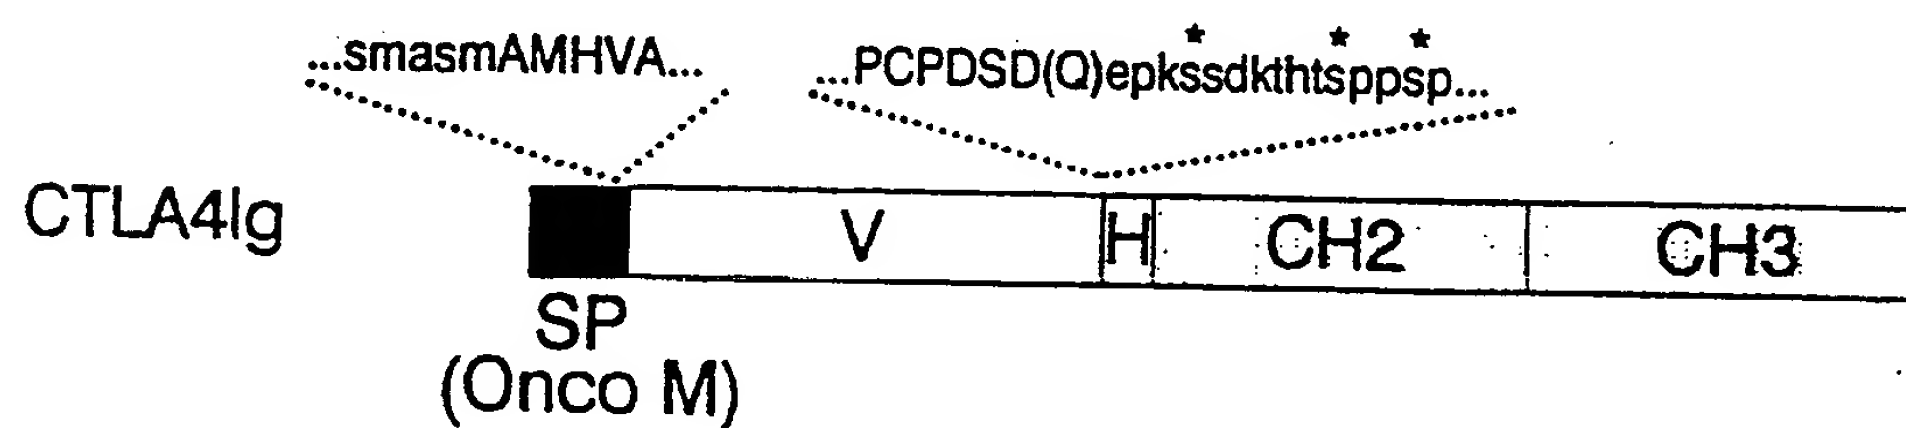 ...smasmAMHVA...
* * *
...PCPDSD(Q)epkssdkthtsppsp...
CTLA4Ig
V H CH2 CH3
SP
(Onco M)